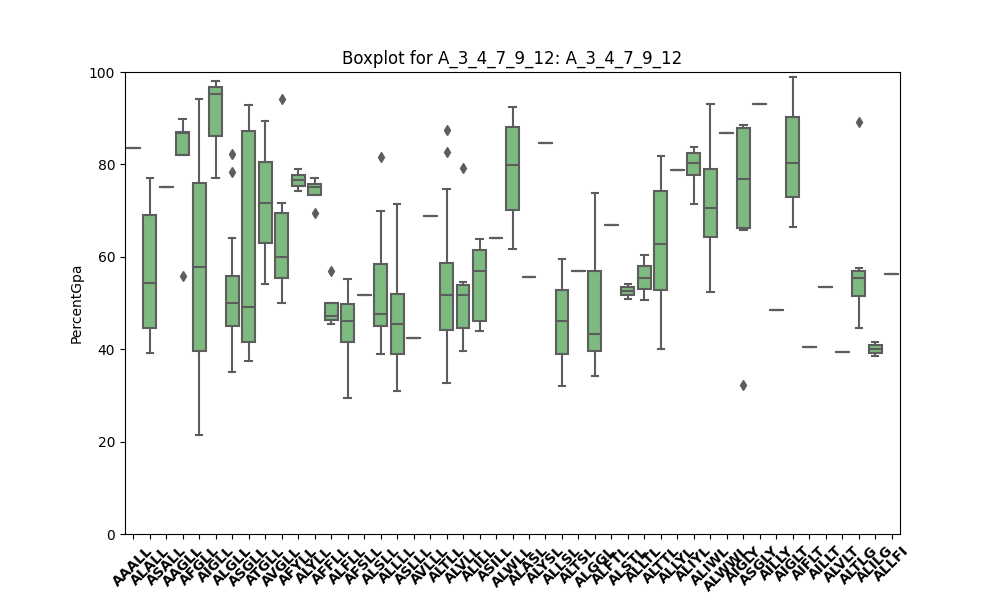 Boxplot for A_3_4_7_9_12: A_3_4_7_9_12
PercentGpa
100
80
60
40
20
0
AAALL
ALALL
ASALL
AAGLL
AFGLL
AIGLL
ALGLL
ASGLL
ATGLL
AVGLL
AFYLL
ALYLL
AFFLL
ALFLL
AFSLL
ALSLL
ALLLL
ASLLL
AVLLL
ALTLL
ALVLL
ALILL
ASILL
ALWLL
ALASL
ALYSL
ALLSL
ALTSL
ALGGL
ALFTL
ALSTL
ALLTL
ALTTL
ALLYL
ALIYL
ALIWL
ALWWL
AIGLY
ASGLY
AILLY
AIGLT
AIFLT
AILLT
ALVLT
ALTLG
ALILG
ALLFI